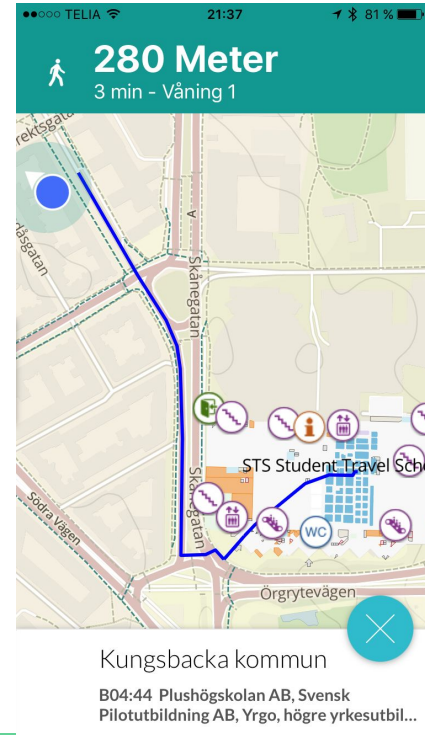 TELIA 21:37 81 %
280 Meter
3 min - Våning 1
Skånegatan
A
STS Student Travel Sch
WC
Södra Vägen
Skånegatan
Örgrytevägen
Kungsbacka kommun
B04:44 Plushögskolan AB, Svensk
Pilotutbildning AB, Yrgo, högre yrkesutbil...